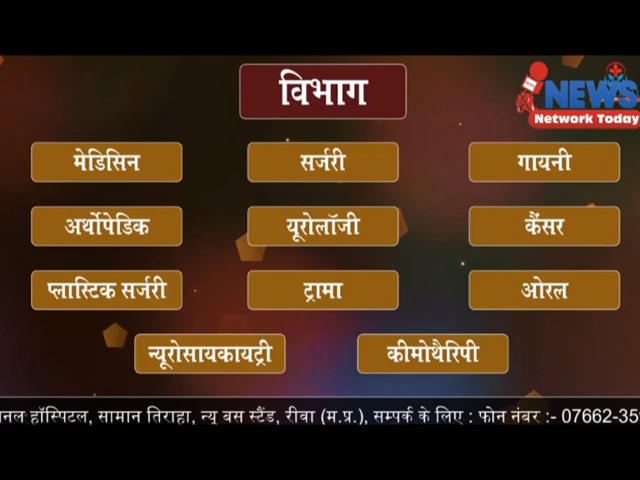 विभाग
NEWS
Network Today
मेडिसिन
सर्जरी
गायनी
अर्थोपेडिक
यूरोलॉजी
कैंसर
प्लास्टिक सर्जरी
ट्रामा
ओरल
न्यूरोसायकायट्री
कीमोथैरिपी
नल हॉस्पिटल, सामान तिराहा, न्यू बस स्टैंड, रीवा (म.प्र.), सम्पर्क के लिए : फोन नंबर :- 07662-359